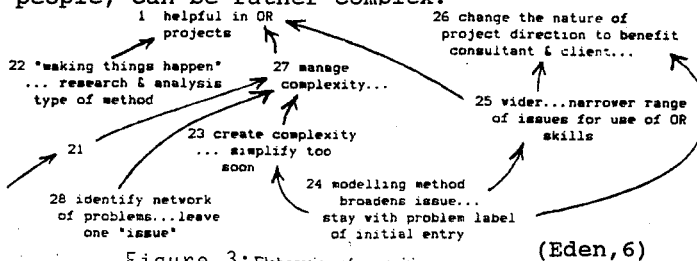 people, can be rather complex.
1 helpful in OR
projects
26 change the nature of
project direction to benefit
consultant & client...
22 "making things happen"
... research & analysis
type of method
27 manage
complexity...
25 wider...narrower range
of issues for use of OR
skills
23 create complexity
... simplify too
soon
21
24 modelling method
broadens issue...
stay with problem label
of initial entry
28 identify network
of problems...leave
one "issue"
(Eden,6)
Figure 3: